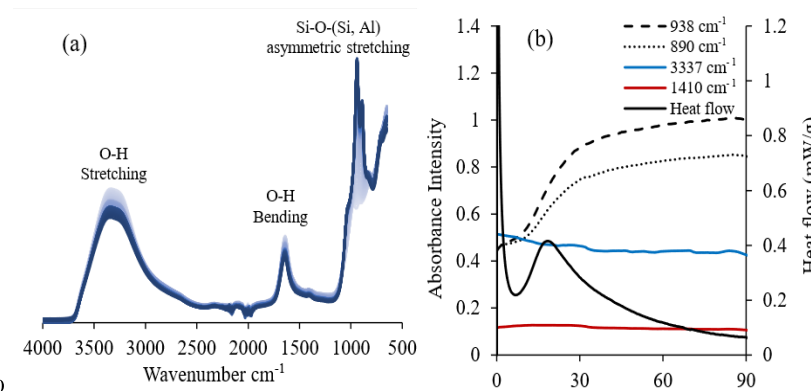 (a)
Si-O-(Si, Al)
asymmetric stretching
O-H
Stretching
O-H
Bending
4000 3500 3000 2500 2000 1500 1000 500
Wavenumber cm-1
(b)
938 cm-1
890 cm-1
3337 cm-1
1410 cm-1
Heat flow
Absorbance Intensity
1.4
1.2
1
0.8
0.6
0.4
0.2
0
1.2
1
0.8
0.6
0.4
0.2
0
Heat flow (mW/g)
0 30 60 90